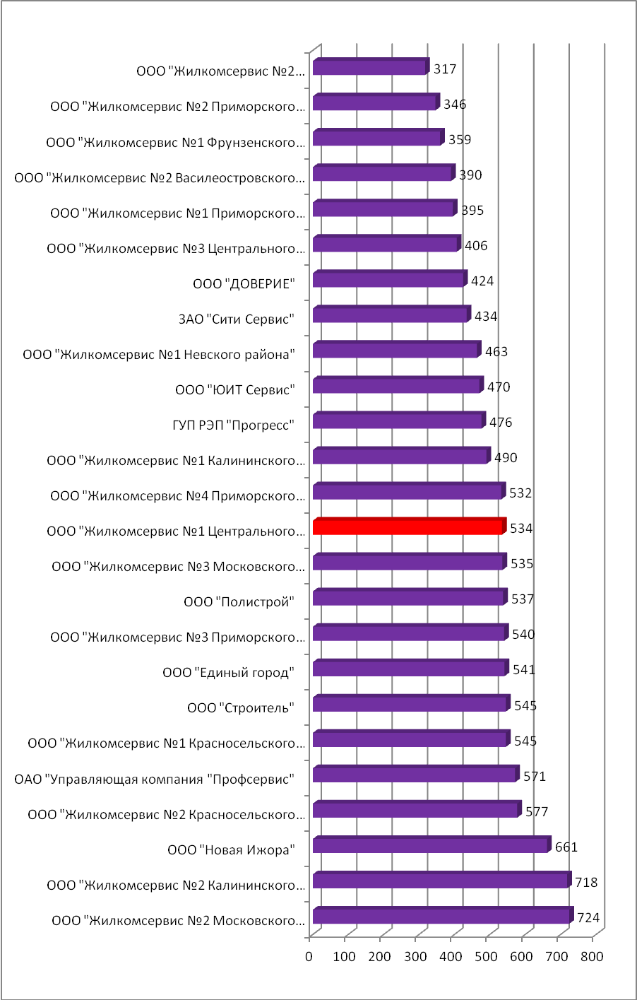 ООО "Жилкомсервис №2... 317
ООО "Жилкомсервис №2 Приморского... 346
ООО "Жилкомсервис №1 Фрунзенского... 359
ООО "Жилкомсервис №2 Василеостровского... 390
ООО "Жилкомсервис №1 Приморского... 395
ООО "Жилкомсервис №3 Центрального... 406
ООО "ДОВЕРИЕ" 424
ЗАО "Сити Сервис" 434
ООО "Жилкомсервис №1 Невского района" 463
ООО "ЮИТ Сервис" 470
ГУП РЭП "Прогресс" 476
ООО "Жилкомсервис №1 Калининского... 490
ООО "Жилкомсервис №4 Приморского... 532
ООО "Жилкомсервис №1 Центрального... 534
ООО "Жилкомсервис №3 Московского... 535
ООО "Полистрой" 537
ООО "Жилкомсервис №3 Приморского... 540
ООО "Единый город" 541
ООО "Строитель" 545
ООО "Жилкомсервис №1 Красносельского... 545
ОАО "Управляющая компания "Профсервис" 571
ООО "Жилкомсервис №2 Красносельского... 577
ООО "Новая Ижора" 661
ООО "Жилкомсервис №2 Калининского... 718
ООО "Жилкомсервис №2 Московского... 724
0 100 200 300 400 500 600 700 800